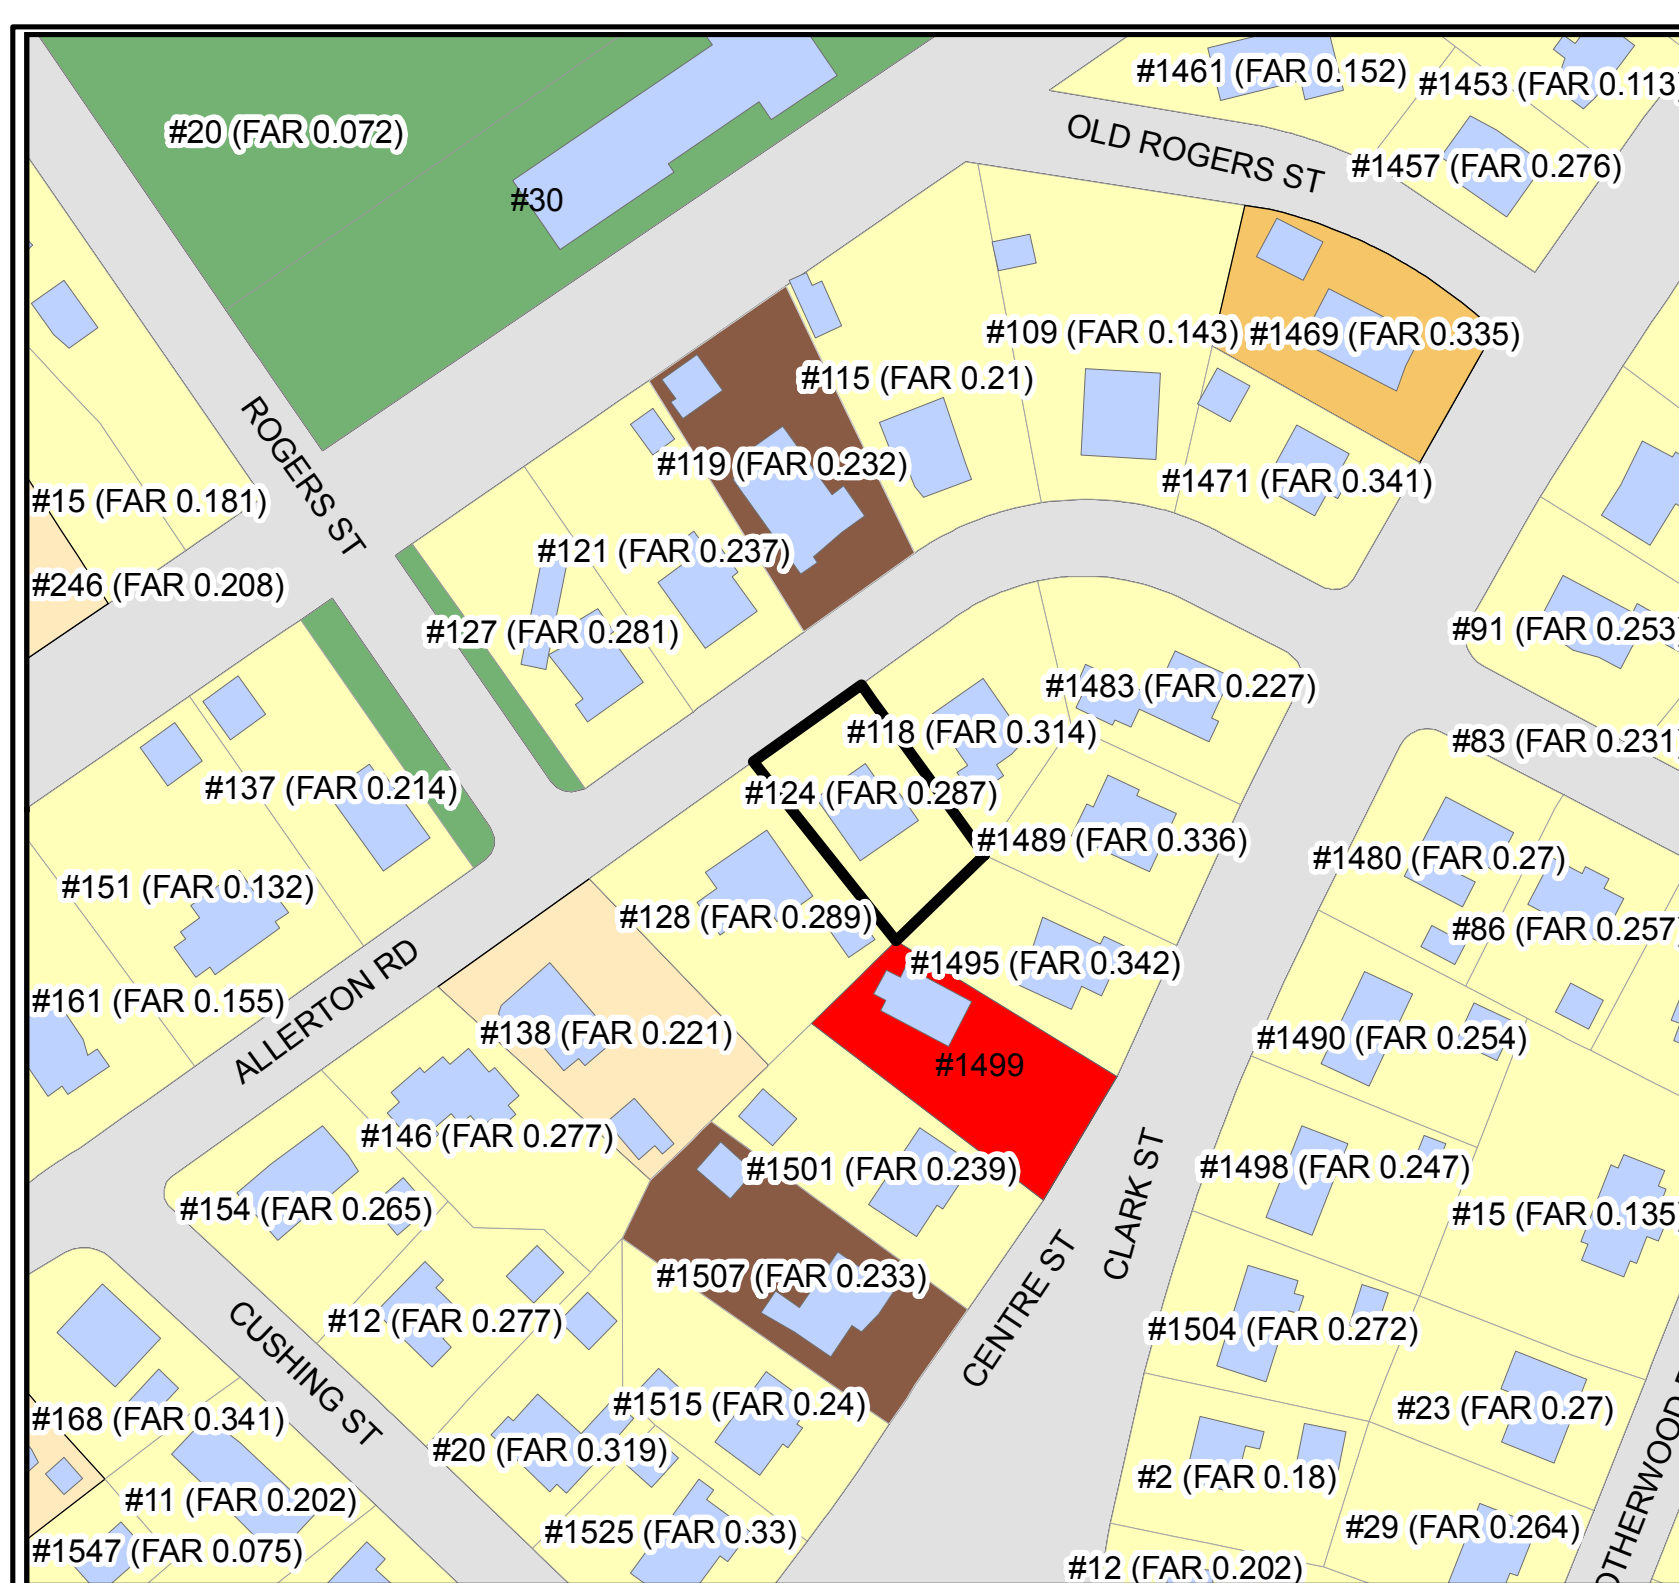 #1461 (FAR 0.152)
#1453 (FAR 0.113)
#20 (FAR 0.072)
OLD ROGERS ST
#1457 (FAR 0.276)
#30
#109 (FAR 0.143)
#1469 (FAR 0.335)
#115 (FAR 0.21)
ROGERS ST
#119 (FAR 0.232)
#1471 (FAR 0.341)
#15 (FAR 0.181)
#121 (FAR 0.237)
#246 (FAR 0.208)
#127 (FAR 0.281)
#91 (FAR 0.253)
#1483 (FAR 0.227)
#118 (FAR 0.314)
#83 (FAR 0.231)
#137 (FAR 0.214)
#124 (FAR 0.287)
#1489 (FAR 0.336)
#1480 (FAR 0.27)
#151 (FAR 0.132)
#128 (FAR 0.289)
#86 (FAR 0.257)
#1495 (FAR 0.342)
#161 (FAR 0.155)
ALLERTON RD
#138 (FAR 0.221)
#1490 (FAR 0.254)
#1499
#146 (FAR 0.277)
#1501 (FAR 0.239)
#1498 (FAR 0.247)
CLARK ST
#154 (FAR 0.265)
#15 (FAR 0.135)
#1507 (FAR 0.233)
CENTRE ST
#12 (FAR 0.277)
#1504 (FAR 0.272)
CUSHING ST
#1515 (FAR 0.24)
#23 (FAR 0.27)
#168 (FAR 0.341)
#20 (FAR 0.319)
#2 (FAR 0.18)
#11 (FAR 0.202)
#1525 (FAR 0.33)
#29 (FAR 0.264)
#1547 (FAR 0.075)
#12 (FAR 0.202)
OTHERWOOD